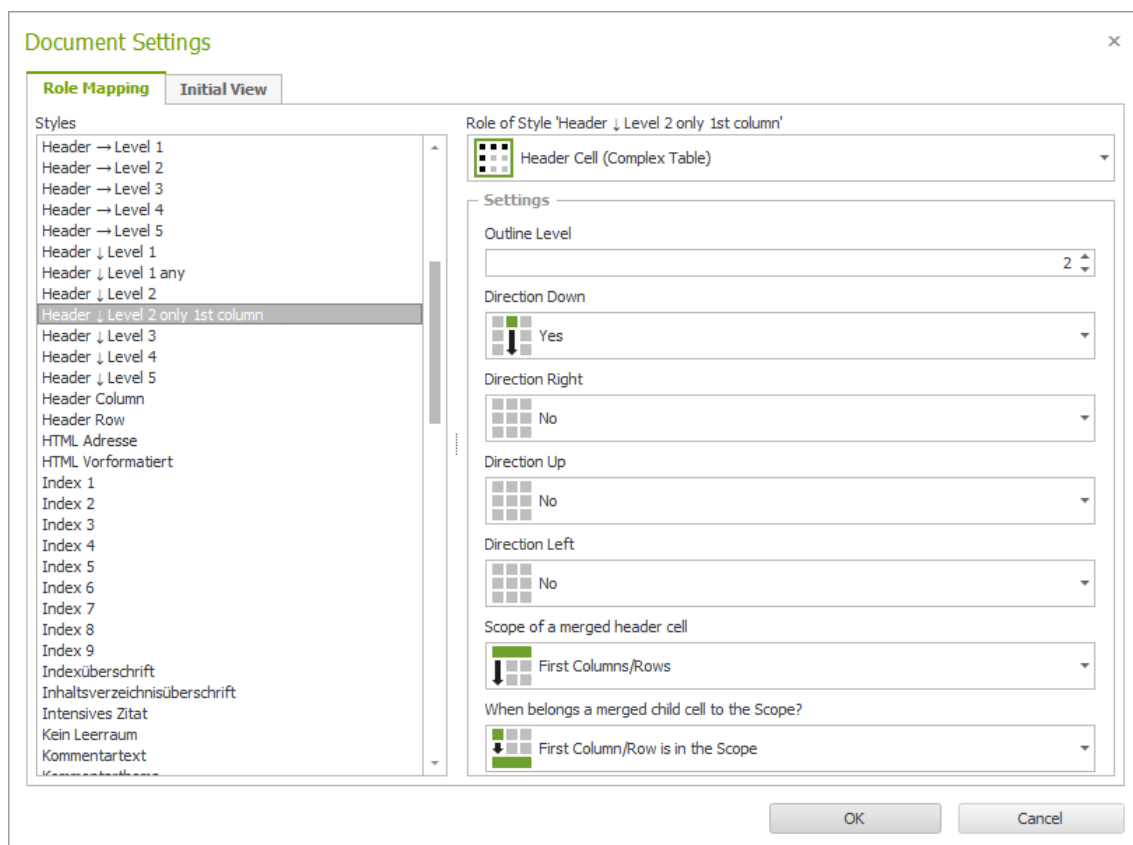 Document Settings
Role Mapping
Initial View
Styles
Header → Level 1
Header → Level 2
Header → Level 3
Header → Level 4
Header → Level 5
Header ↓ Level 1
Header ↓ Level 1 any
Header ↓ Level 2
Header ↓ Level 2 only 1st column
Header ↓ Level 3
Header ↓ Level 4
Header ↓ Level 5
Header Column
Header Row
HTML Adresse
HTML Vorformatiert
Index 1
Index 2
Index 3
Index 4
Index 5
Index 6
Index 7
Index 8
Index 9
Indexüberschrift
Inhaltsverzeichnisüberschrift
Intensives Zitat
Kein Leerraum
Kommentartext
Role of Style 'Header ↓ Level 2 only 1st column'
Header Cell (Complex Table)
Settings
Outline Level
2
Direction Down
Yes
Direction Right
No
Direction Up
No
Direction Left
No
Scope of a merged header cell
First Columns/Rows
When belongs a merged child cell to the Scope?
First Column/Row is in the Scope
OK
Cancel